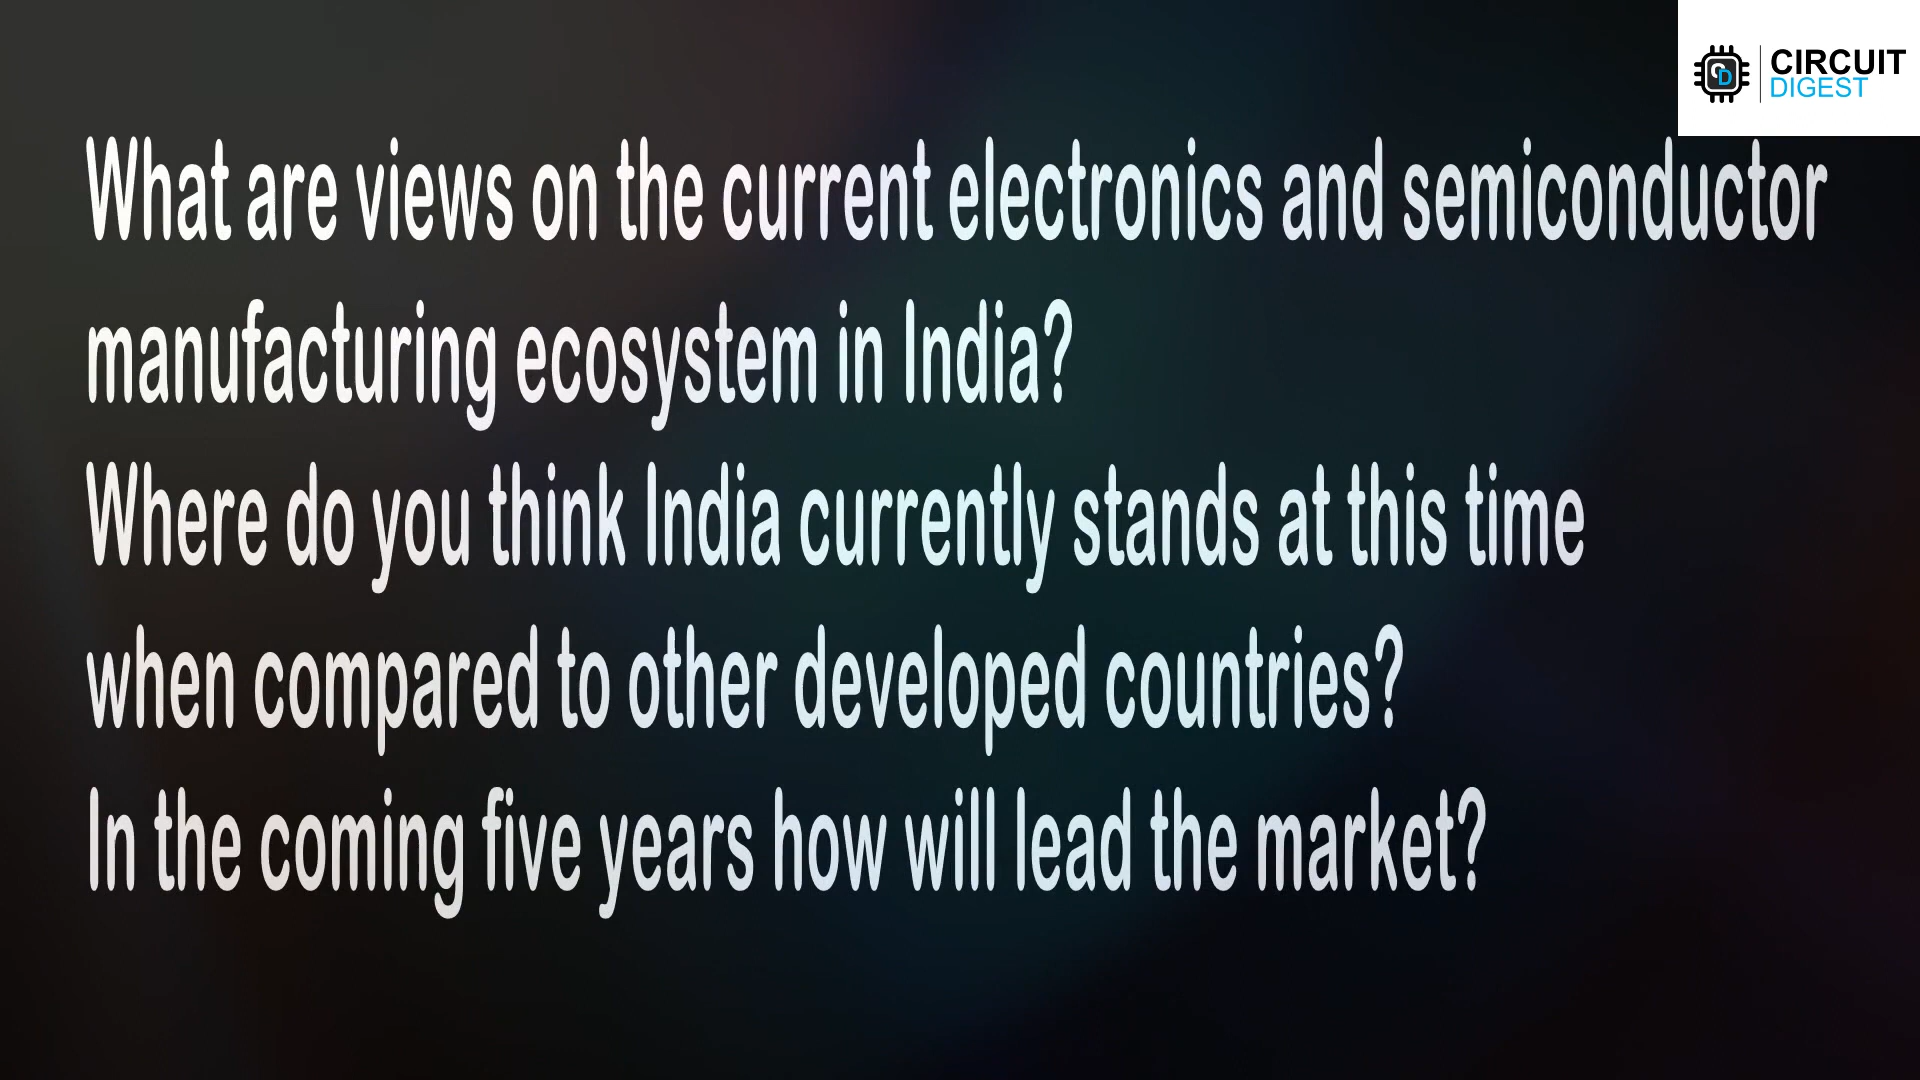 CIRCUIT
DIGEST
What are views on the current electronics and semiconductor
manufacturing ecosystem in India?
Where do you think India currently stands at this time
when compared to other developed countries?
In the coming five years how will lead the market?